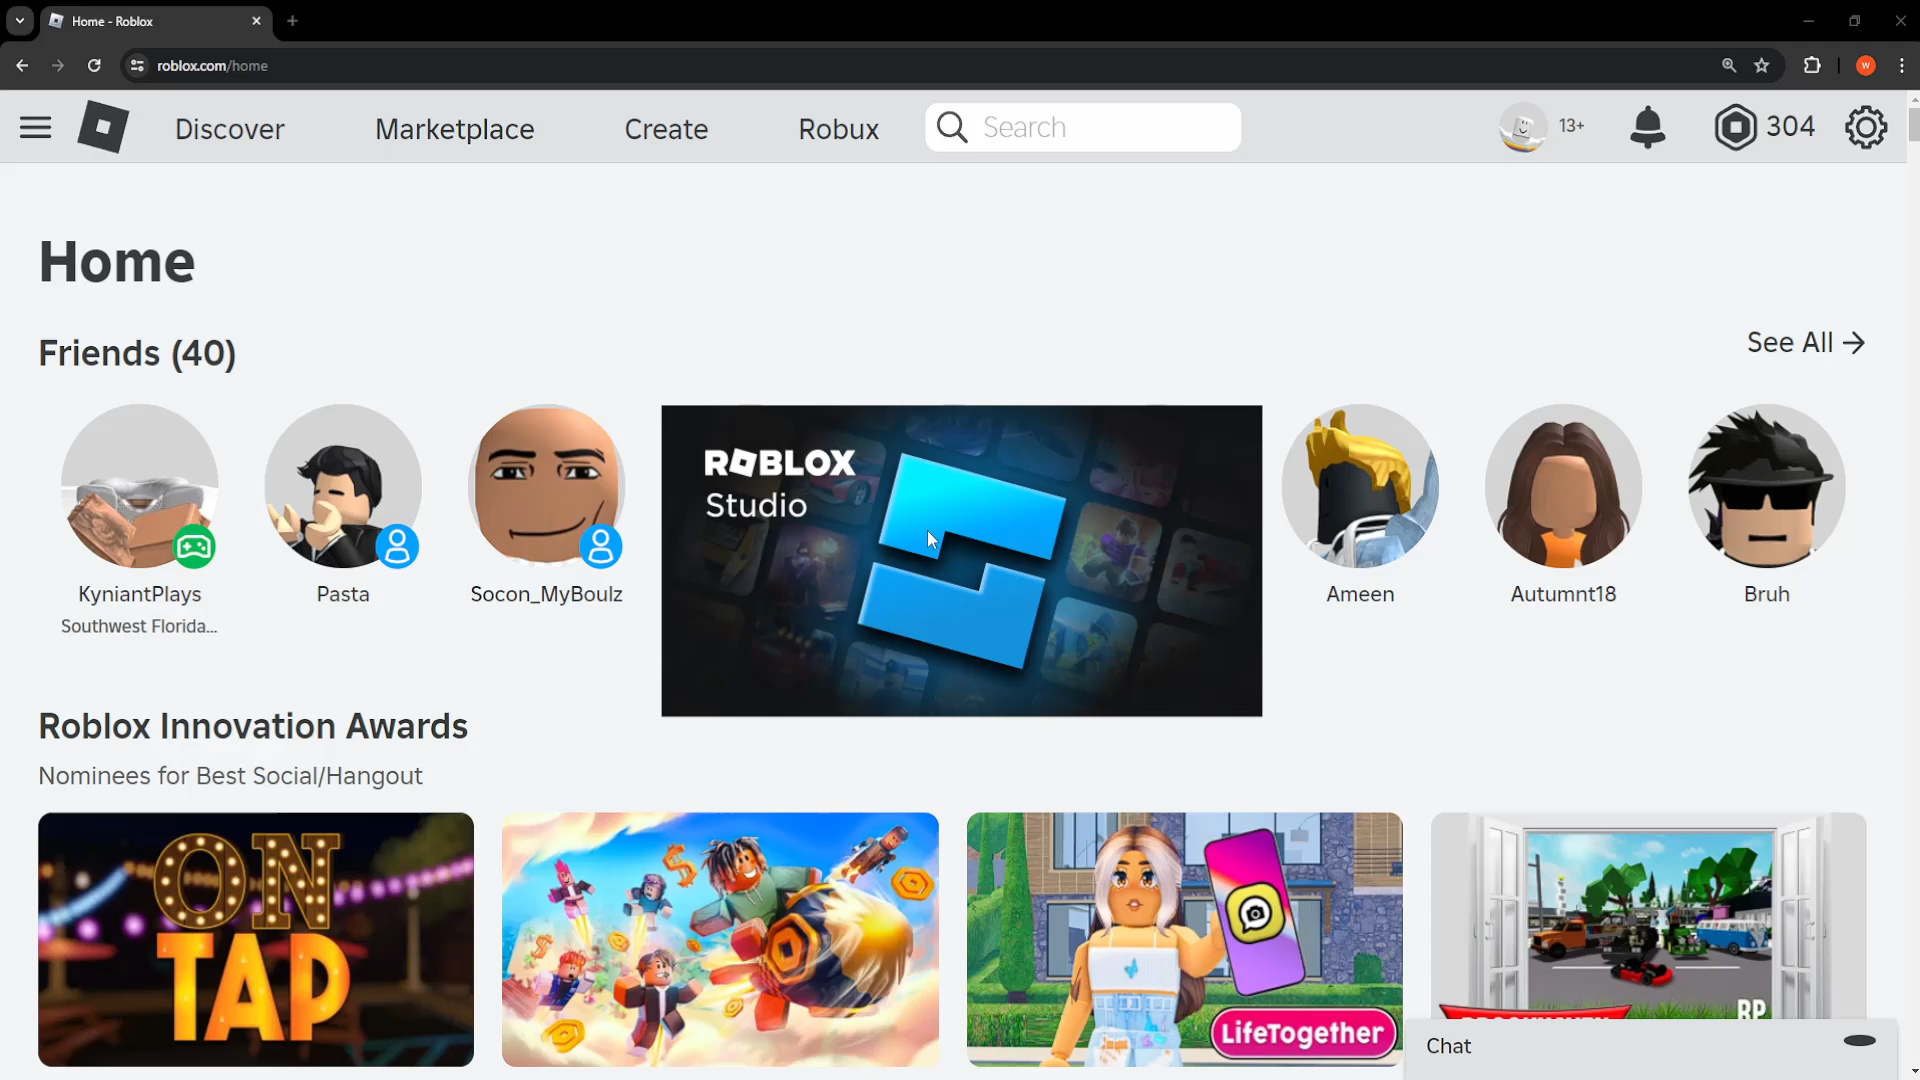 Home - Roblox
roblox.com/home
W
Discover
Marketplace
Create
Robux
Search
13+
304
Home
Friends (40)
See All
KyniantPlays
Southwest Florida...
Pasta
Socon_MyBoulz
ROBLOX
Studio
Ameen
Autumnt18
Bruh
Roblox Innovation Awards
Nominees for Best Social/Hangout
ON
TAP
LifeTogether
RP
Chat